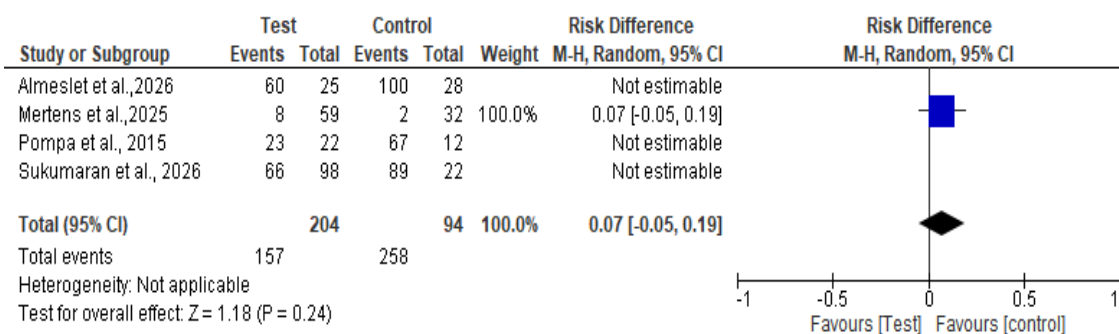 Test Control Risk Difference Risk Difference
Study or Subgroup Events Total Events Total Weight M-H, Random, 95% CI M-H, Random, 95% CI
Almeslet et al.,2026 60 25 100 28 Not estimable
Mertens et al.,2025 8 59 2 32 100.0% 0.07 [-0.05, 0.19]
Pompa et al., 2015 23 22 67 12 Not estimable
Sukumaran et al., 2026 66 98 89 22 Not estimable
Total (95% CI) 204 94 100.0% 0.07 [-0.05, 0.19]
Total events 157 258
Heterogeneity: Not applicable
Test for overall effect: Z = 1.18 (P = 0.24)
-1 -0.5 0 0.5 1
Favours [Test] Favours [control]